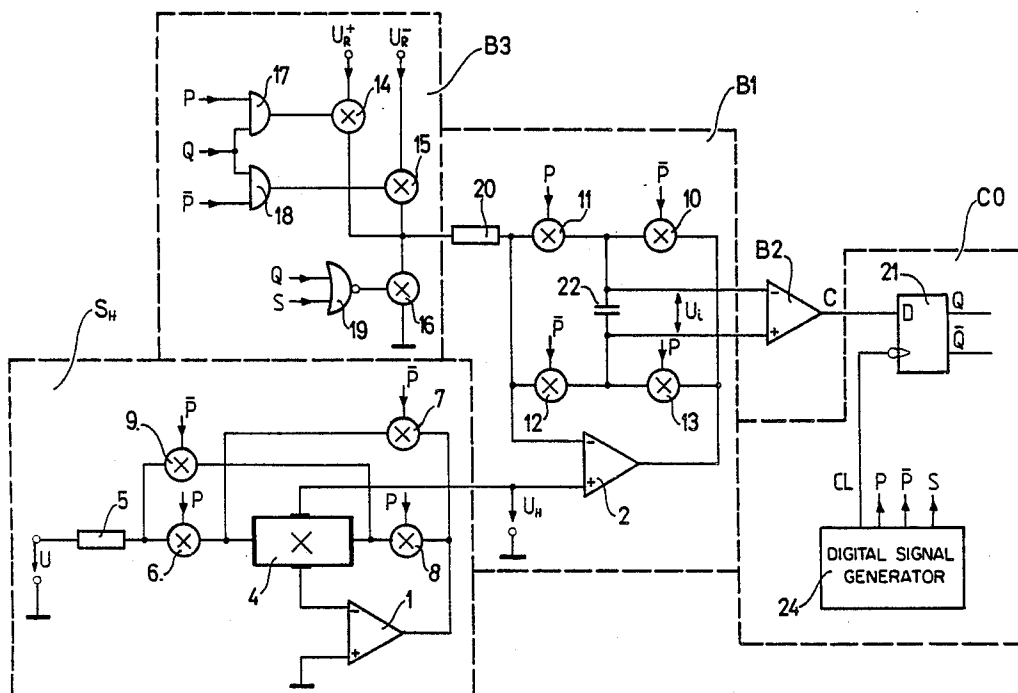 U_R^+ U_R^-
B3
17
P
14
Q
15
P̄
18
Q
S
19
16
B1
20
P
11
P̄
10
22
U_i
P̄
12
P
13
B2
C
C0
21
D
Q
Q̄
S_H
P̄
9.
P̄
7
5
P
6.
U
4
P
8
1
U_H
2
CL P P̄ S
DIGITAL SIGNAL
GENERATOR
24
- +
- +
- +